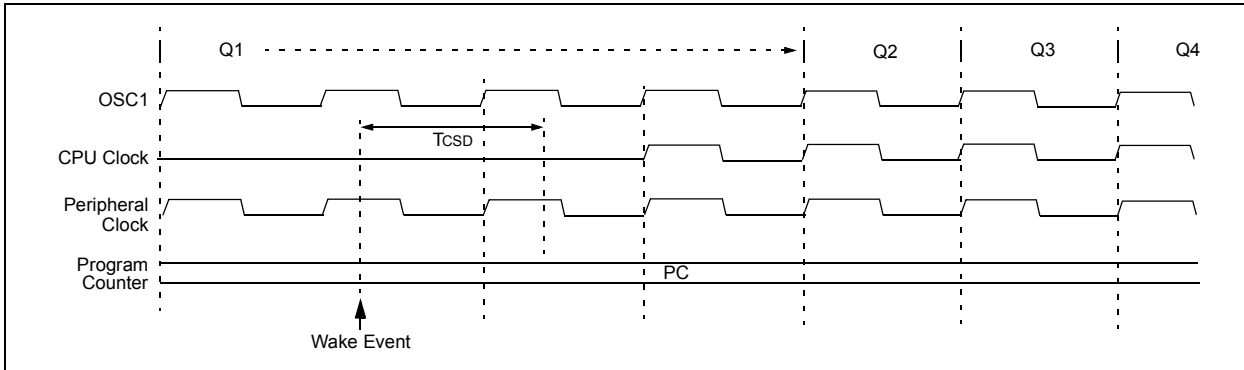 Q1
Q2
Q3
Q4
OSC1
TCSD
CPU Clock
Peripheral
Clock
Program
Counter
PC
Wake Event